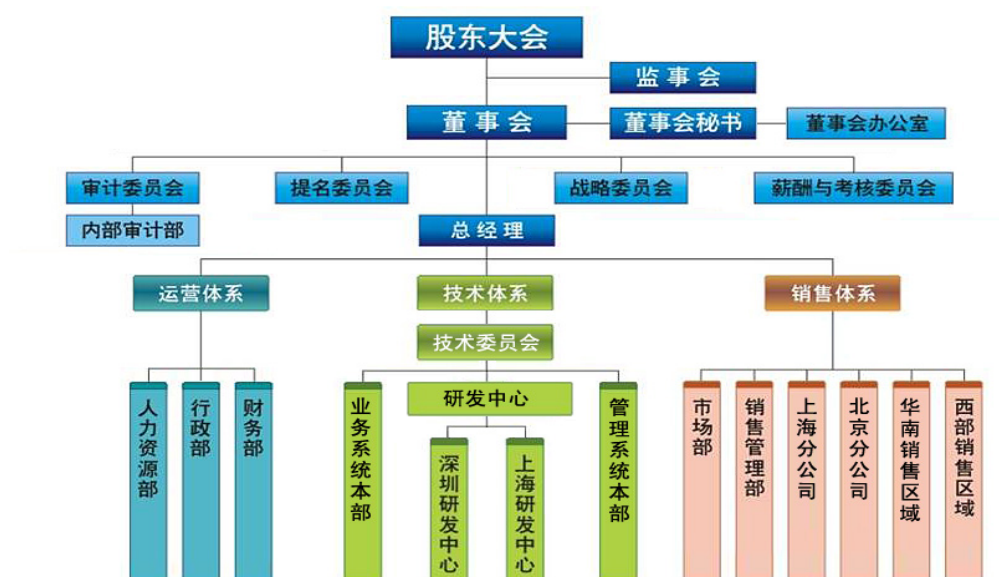 股东大会
监事会
董事会
董事会秘书
董事会办公室
审计委员会
提名委员会
战略委员会
薪酬与考核委员会
内部审计部
总经理
运营体系
技术体系
销售体系
技术委员会
人力资源部
行政部
财务部
业务系统本部
研发中心
深圳研发中心
上海研发中心
管理系统本部
市场部
销售管理部
上海分公司
北京分公司
华南销售区域
西部销售区域